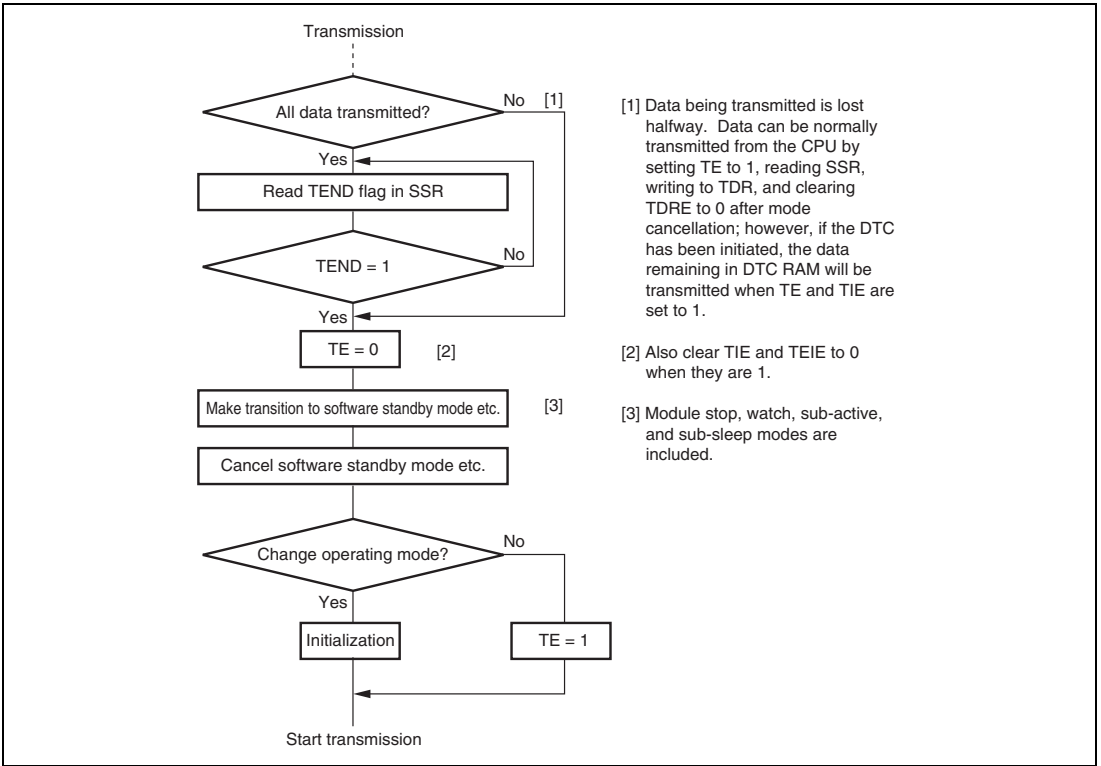 Transmission
All data transmitted?
No [1]
Yes
Read TEND flag in SSR
TEND = 1
No
Yes
TE = 0 [2]
Make transition to software standby mode etc. [3]
Cancel software standby mode etc.
Change operating mode?
No
Yes
Initialization
TE = 1
Start transmission
[1] Data being transmitted is lost
halfway. Data can be normally
transmitted from the CPU by
setting TE to 1, reading SSR,
writing to TDR, and clearing
TDRE to 0 after mode
cancellation; however, if the DTC
has been initiated, the data
remaining in DTC RAM will be
transmitted when TE and TIE are
set to 1.
[2] Also clear TIE and TEIE to 0
when they are 1.
[3] Module stop, watch, sub-active,
and sub-sleep modes are
included.